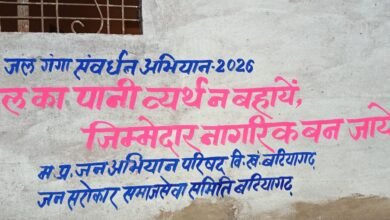 जल गंगा संवर्धन अभियान-2026
ल का पानी व्यर्थ न बहायें,
जिम्मेदार नागरिक बन जाये
म.प्र. जन अभियान परिषद वि.खं. बरियागढ़
जन सरोकार समाजसेवा समिति बरियागढ़